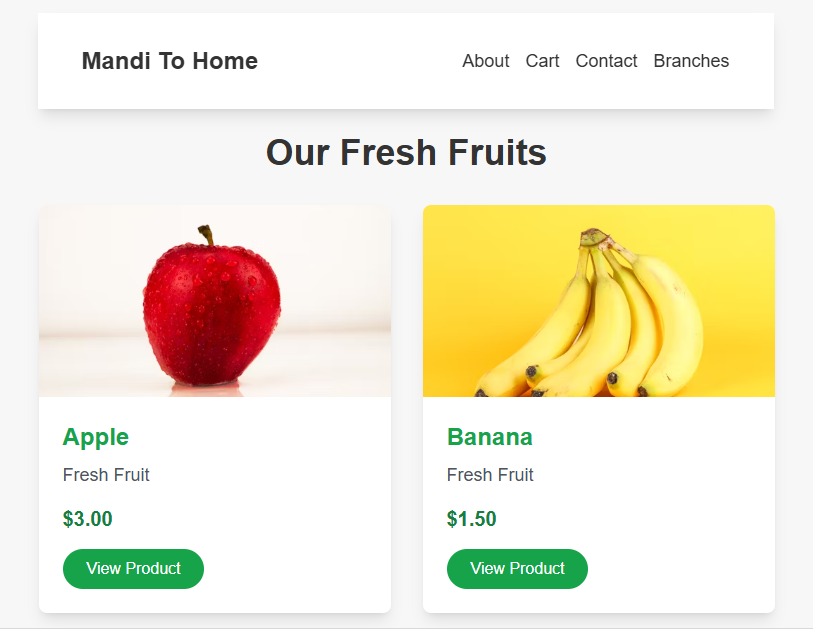 Mandi To Home
About Cart Contact Branches
Our Fresh Fruits
Apple
Fresh Fruit
$3.00
View Product
Banana
Fresh Fruit
$1.50
View Product